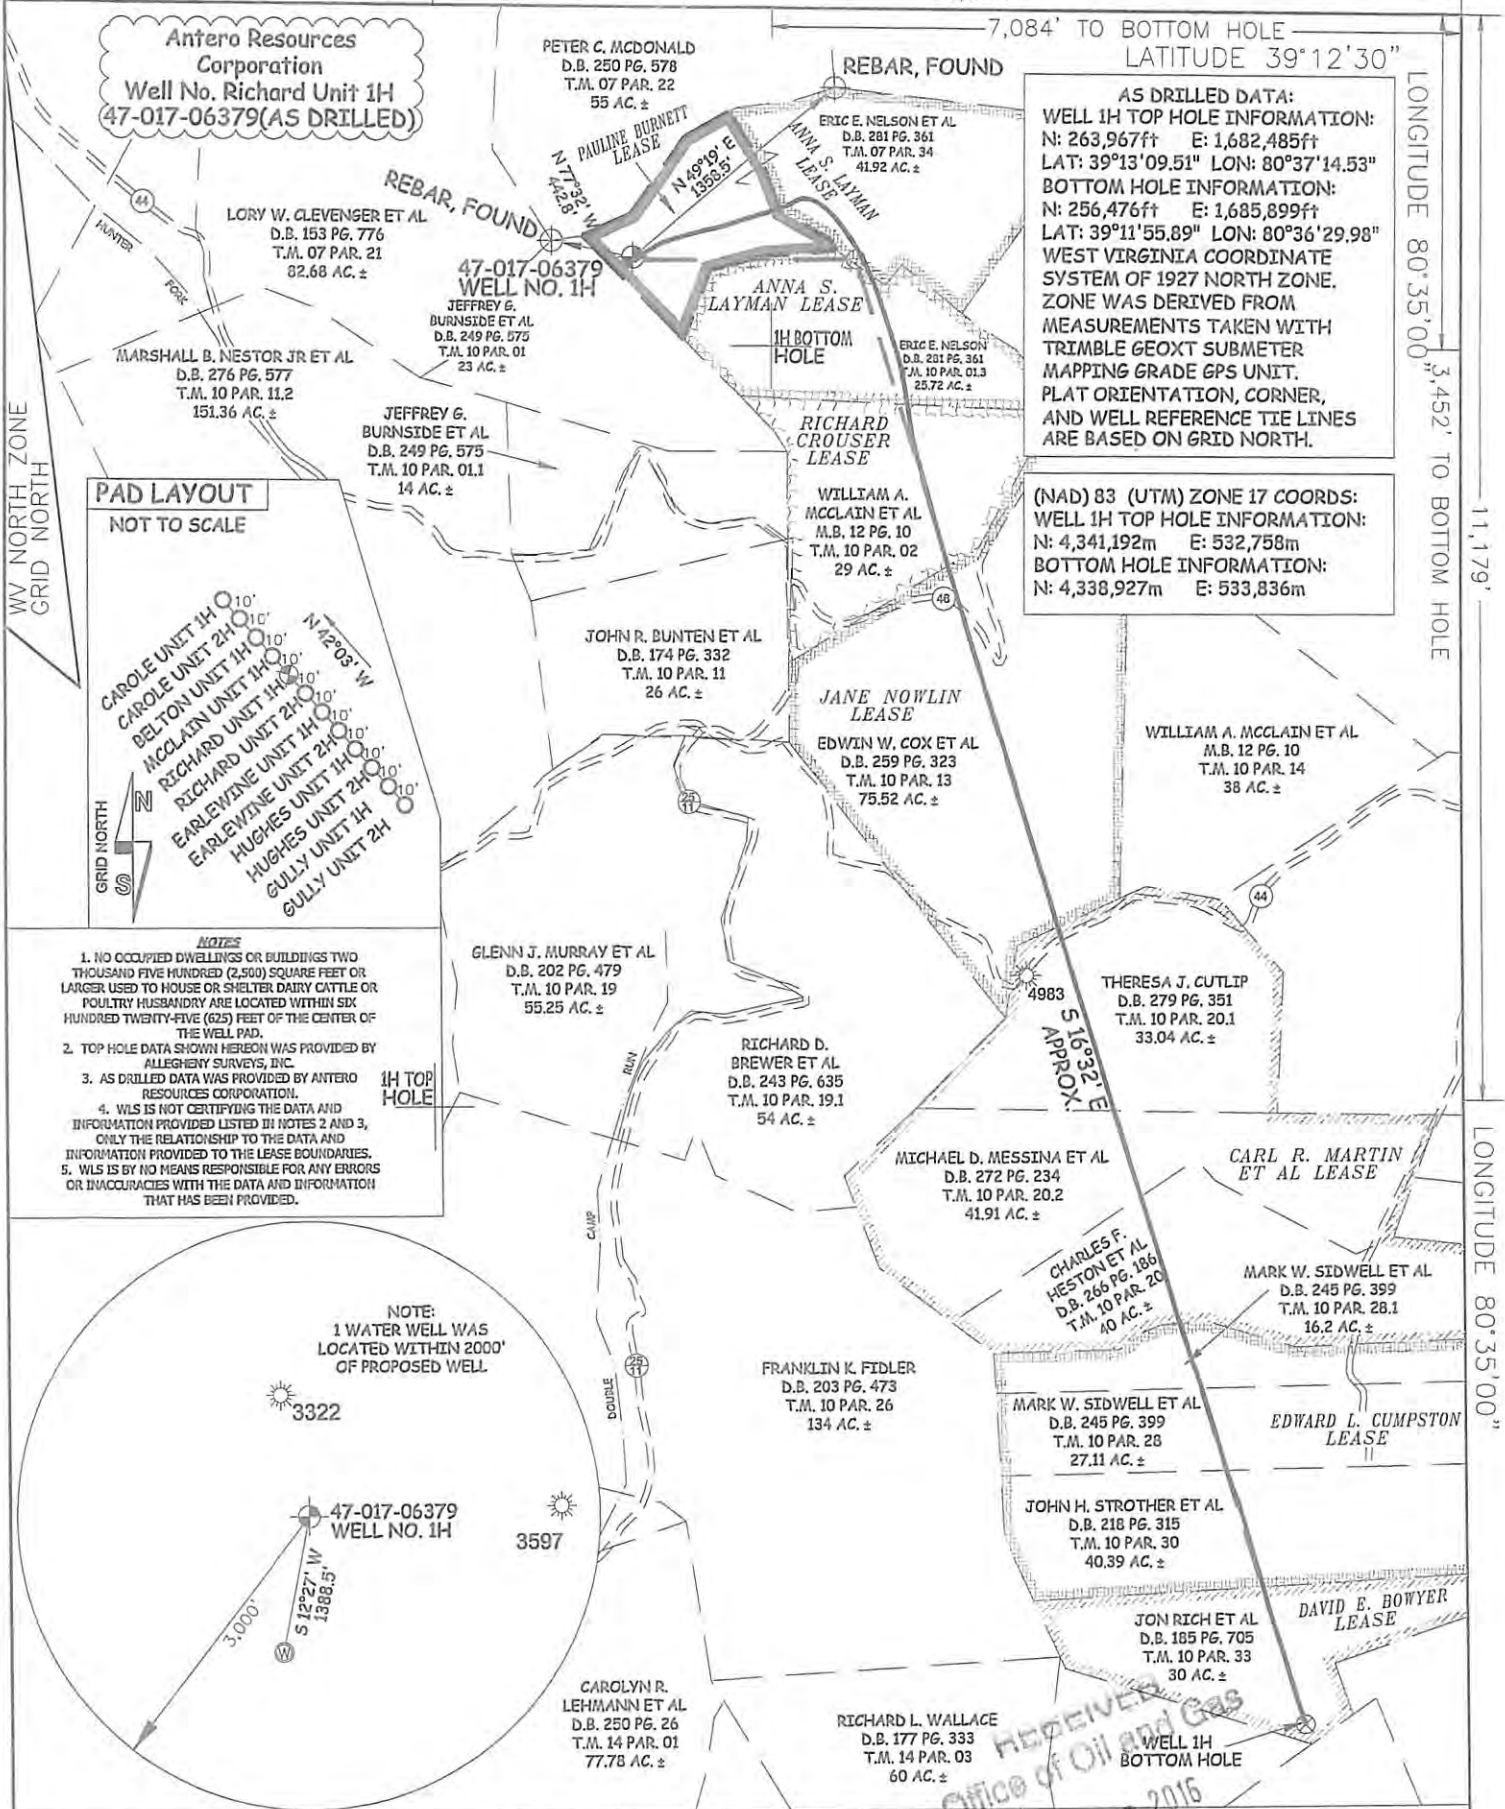 7,084' TO BOTTOM HOLE
LATITUDE 39°12'30"
Antero Resources
Corporation
Well No. Richard Unit 1H
47-017-06379(AS DRILLED)
PETER C. MCDONALD
D.B. 250 PG. 578
T.M. 07 PAR. 22
55 AC. ±
REBAR, FOUND
ERIC E. NELSON ET AL
D.B. 281 PG. 361
T.M. 07 PAR. 34
41.92 AC. ±
AS DRILLED DATA:
WELL 1H TOP HOLE INFORMATION:
N: 263,967ft E: 1,682,485ft
LAT: 39°13'09.51" LON: 80°37'14.53"
BOTTOM HOLE INFORMATION:
N: 256,476ft E: 1,685,899ft
LAT: 39°11'55.89" LON: 80°36'29.98"
WEST VIRGINIA COORDINATE
SYSTEM OF 1927 NORTH ZONE.
ZONE WAS DERIVED FROM
MEASUREMENTS TAKEN WITH
TRIMBLE GEOXT SUBMETER
MAPPING GRADE GPS UNIT.
PLAT ORIENTATION, CORNER,
AND WELL REFERENCE TIE LINES
ARE BASED ON GRID NORTH.
LONGITUDE 80°35'00"
3,452' TO BOTTOM HOLE
11,179'
PAULINE BURNETT
LEASE
N 49°19' E
1358.5'
ANNA S. LAYMAN
LEASE
N 77°32' W
442.8'
REBAR, FOUND
44
HUNTER
FORK
LORY W. CLEVENGER ET AL
D.B. 153 PG. 776
T.M. 07 PAR. 21
82.68 AC. ±
47-017-06379
WELL NO. 1H
JEFFREY G.
BURNSIDE ET AL
D.B. 249 PG. 575
T.M. 10 PAR. 01
23 AC. ±
ANNA S.
LAYMAN LEASE
1H BOTTOM
HOLE
ERIC E. NELSON
D.B. 281 PG. 361
T.M. 10 PAR. 01.3
25.72 AC. ±
MARSHALL B. NESTOR JR ET AL
D.B. 276 PG. 577
T.M. 10 PAR. 11.2
151.36 AC. ±
JEFFREY G.
BURNSIDE ET AL
D.B. 249 PG. 575
T.M. 10 PAR. 01.1
14 AC. ±
RICHARD
CROUSER
LEASE
WILLIAM A.
MCCLAIN ET AL
M.B. 12 PG. 10
T.M. 10 PAR. 02
29 AC. ±
(NAD) 83 (UTM) ZONE 17 COORDS:
WELL 1H TOP HOLE INFORMATION:
N: 4,341,192m E: 532,758m
BOTTOM HOLE INFORMATION:
N: 4,338,927m E: 533,836m
WV NORTH ZONE
GRID NORTH
PAD LAYOUT
NOT TO SCALE
CAROLE UNIT 1H
CAROLE UNIT 2H
BELTON UNIT 1H
MCCLAIN UNIT 1H
RICHARD UNIT 1H
RICHARD UNIT 2H
EARLEWINE UNIT 1H
EARLEWINE UNIT 2H
HUGHES UNIT 1H
HUGHES UNIT 2H
GULLY UNIT 1H
GULLY UNIT 2H
10'
10'
10'
10'
10'
10'
10'
10'
10'
10'
10'
N 42°03' W
GRID NORTH
N
S
46
JOHN R. BUNTEN ET AL
D.B. 174 PG. 332
T.M. 10 PAR. 11
26 AC. ±
JANE NOWLIN
LEASE
EDWIN W. COX ET AL
D.B. 259 PG. 323
T.M. 10 PAR. 13
75.52 AC. ±
WILLIAM A. MCCLAIN ET AL
M.B. 12 PG. 10
T.M. 10 PAR. 14
38 AC. ±
25
11
44
NOTES
1. NO OCCUPIED DWELLINGS OR BUILDINGS TWO
THOUSAND FIVE HUNDRED (2,500) SQUARE FEET OR
LARGER USED TO HOUSE OR SHELTER DAIRY CATTLE OR
POULTRY HUSBANDRY ARE LOCATED WITHIN SIX
HUNDRED TWENTY-FIVE (625) FEET OF THE CENTER OF
THE WELL PAD.
2. TOP HOLE DATA SHOWN HEREON WAS PROVIDED BY
ALLEGHENY SURVEYS, INC.
3. AS DRILLED DATA WAS PROVIDED BY ANTERO
RESOURCES CORPORATION.
4. WLS IS NOT CERTIFYING THE DATA AND
INFORMATION PROVIDED LISTED IN NOTES 2 AND 3,
ONLY THE RELATIONSHIP TO THE DATA AND
INFORMATION PROVIDED TO THE LEASE BOUNDARIES.
5. WLS IS BY NO MEANS RESPONSIBLE FOR ANY ERRORS
OR INACCURACIES WITH THE DATA AND INFORMATION
THAT HAS BEEN PROVIDED.
1H TOP
HOLE
GLENN J. MURRAY ET AL
D.B. 202 PG. 479
T.M. 10 PAR. 19
55.25 AC. ±
4983
S 16°32' E
APPROX.
THERESA J. CUTLIP
D.B. 279 PG. 351
T.M. 10 PAR. 20.1
33.04 AC. ±
RICHARD D.
BREWER ET AL
D.B. 243 PG. 635
T.M. 10 PAR. 19.1
54 AC. ±
RUN
CAMP
DOUBLE
MICHAEL D. MESSINA ET AL
D.B. 272 PG. 234
T.M. 10 PAR. 20.2
41.91 AC. ±
CARL R. MARTIN
ET AL LEASE
LONGITUDE 80°35'00"
CHARLES F.
HESTON ET AL
D.B. 266 PG. 186
T.M. 10 PAR. 20
40 AC. ±
MARK W. SIDWELL ET AL
D.B. 245 PG. 399
T.M. 10 PAR. 28.1
16.2 AC. ±
NOTE:
1 WATER WELL WAS
LOCATED WITHIN 2000'
OF PROPOSED WELL
3322
25
11
FRANKLIN K. FIDLER
D.B. 203 PG. 473
T.M. 10 PAR. 26
134 AC. ±
MARK W. SIDWELL ET AL
D.B. 245 PG. 399
T.M. 10 PAR. 28
27.11 AC. ±
EDWARD L. CUMPSTON
LEASE
47-017-06379
WELL NO. 1H
3597
S 12°27' W
1388.5'
3,000'
W
JOHN H. STROTHER ET AL
D.B. 218 PG. 315
T.M. 10 PAR. 30
40.39 AC. ±
JON RICH ET AL
D.B. 185 PG. 705
T.M. 10 PAR. 33
30 AC. ±
DAVID E. BOWYER
LEASE
CAROLYN R.
LEHMANN ET AL
D.B. 250 PG. 26
T.M. 14 PAR. 01
77.78 AC. ±
RICHARD L. WALLACE
D.B. 177 PG. 333
T.M. 14 PAR. 03
60 AC. ±
WELL 1H
BOTTOM HOLE
RECEIVED
Office of Oil and Gas
2016